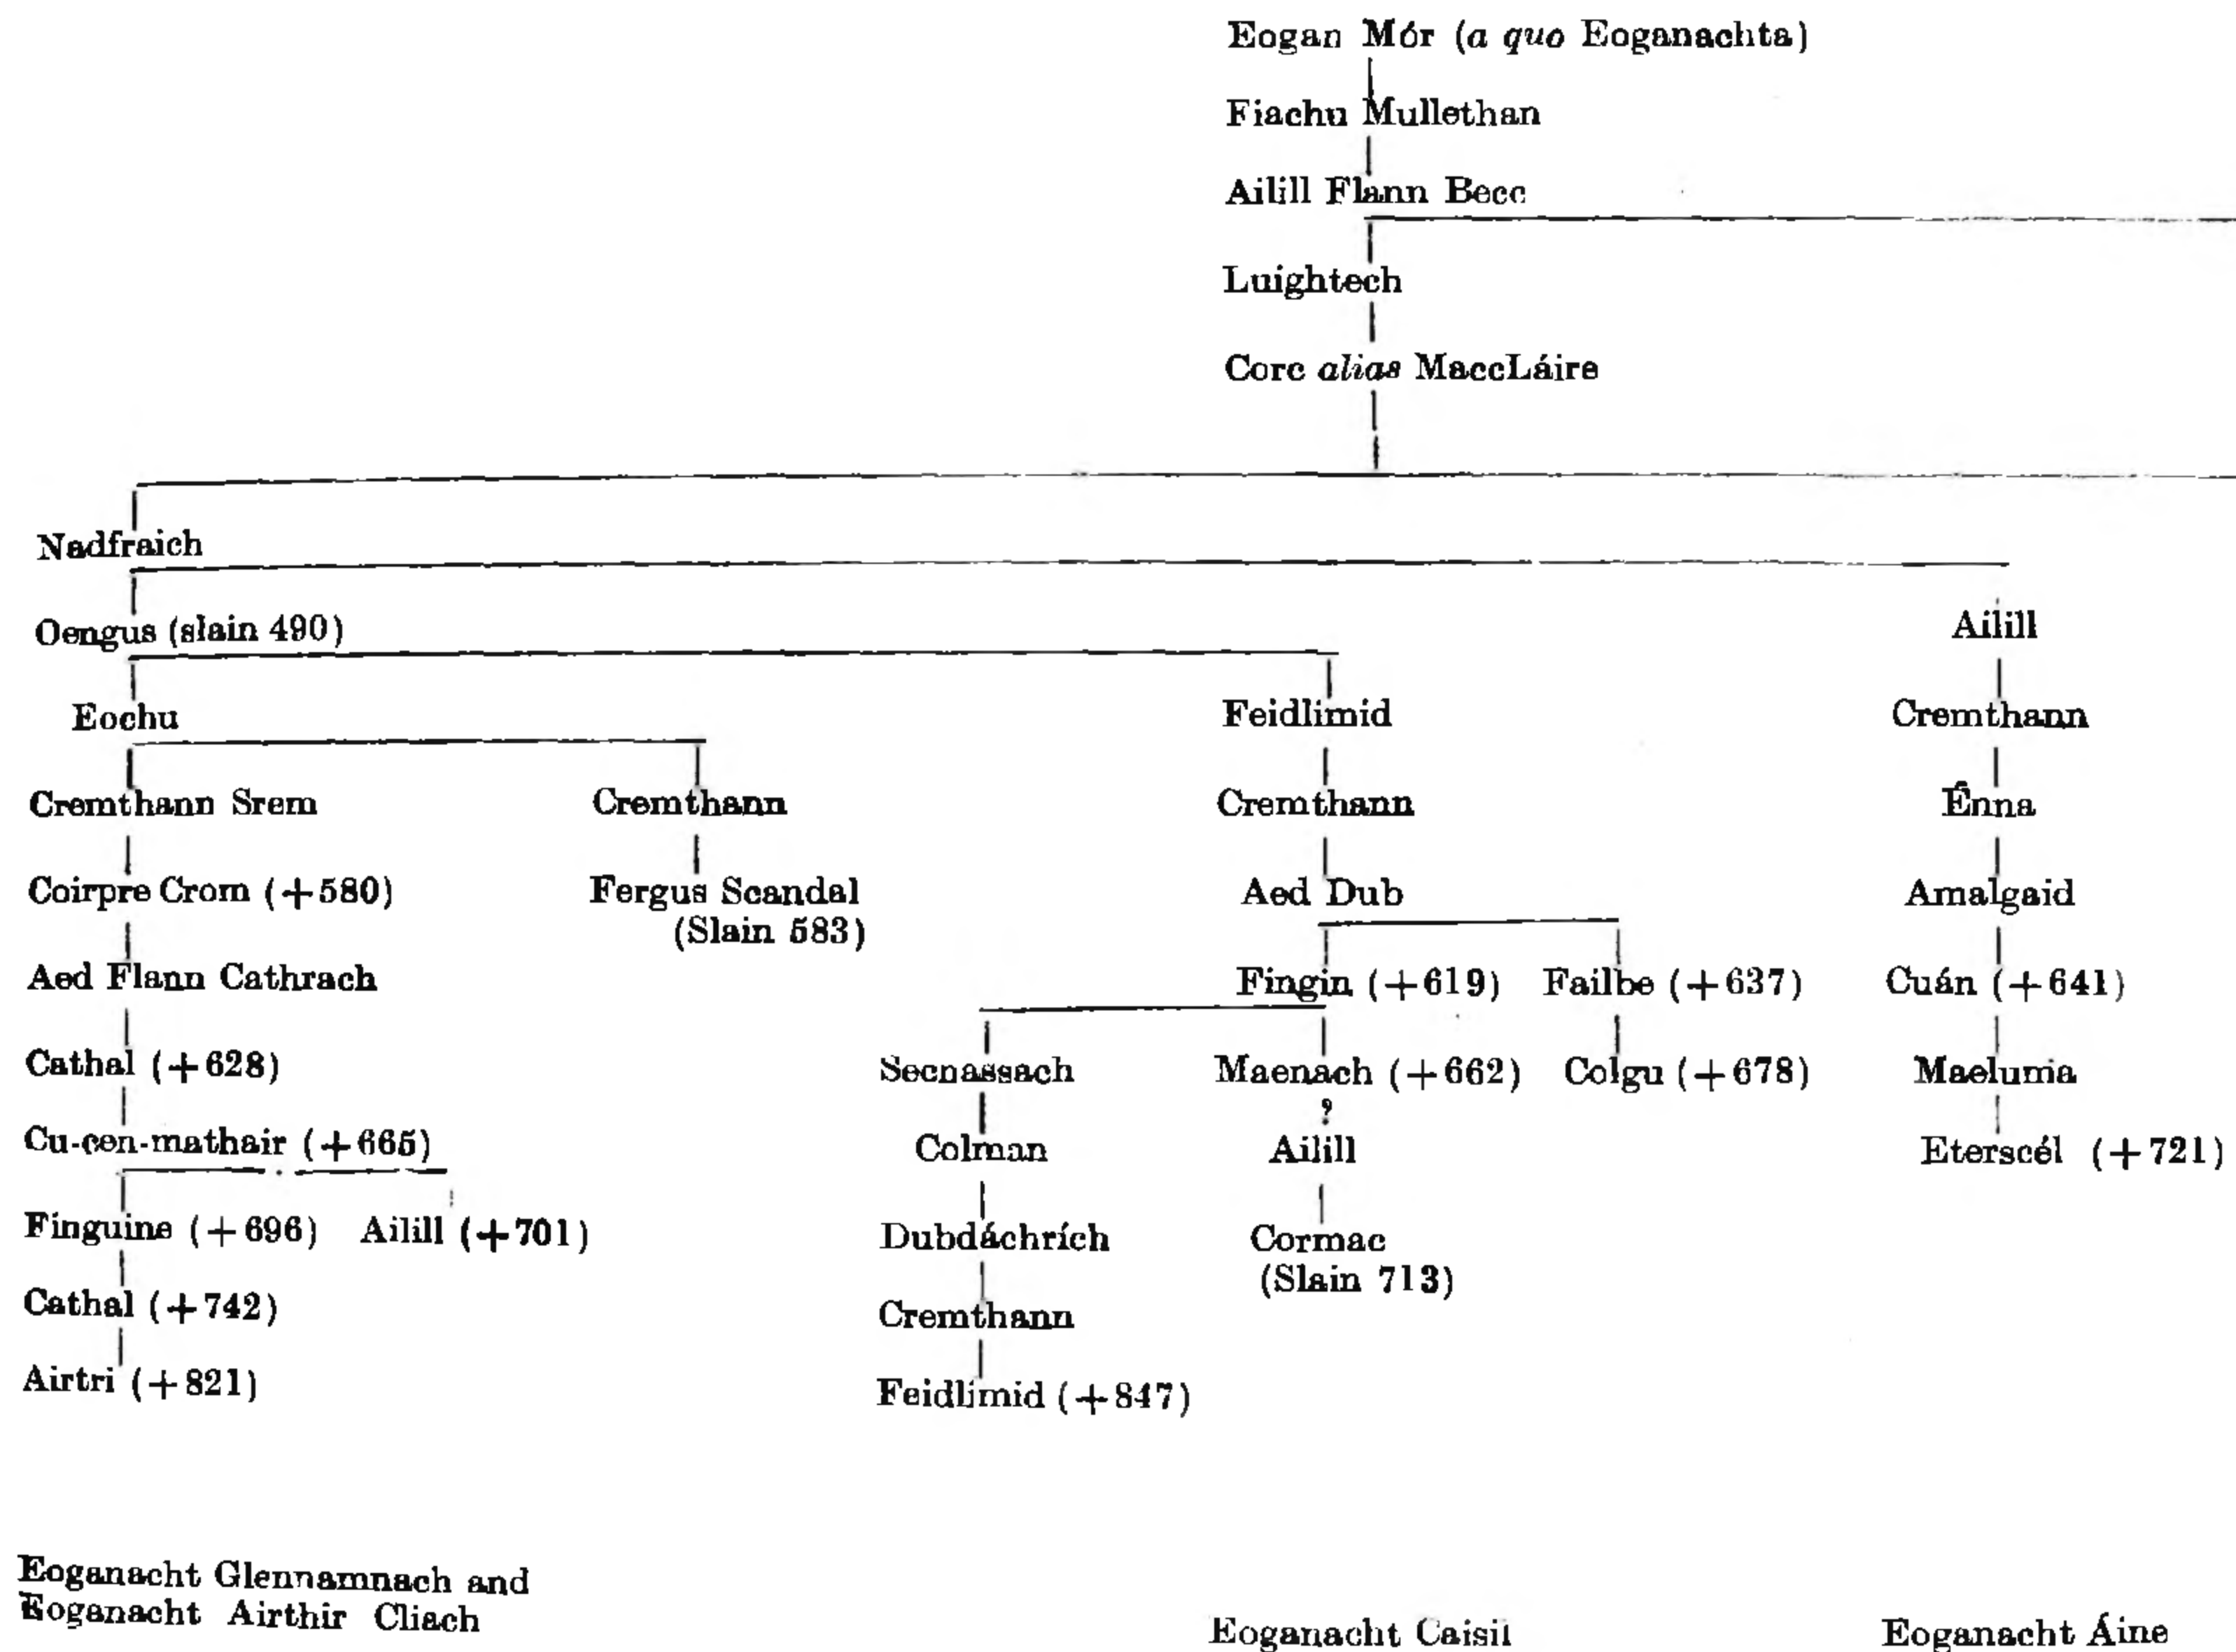 Eogan Mór (a quo Eoganachta)
Fiachu Mullethan
Ailill Flann Becc
Luightech
Corc alias MaccLáire
Nadfraich
Oengus (slain 490)
Ailill
Eochu
Feidlimid
Cremthann
Cremthann Srem
Cremthann
Cremthann
Énna
Coirpre Crom (+580)
Fergus Scandal
(Slain 583)
Aed Dub
Amalgaid
Aed Flann Cathrach
Fingin (+619)
Failbe (+637)
Cuán (+641)
Cathal (+628)
Secnassach
Maenach (+662)
Colgu (+678)
Maelumia
?
Cu-cen-mathair (+665)
Colman
Ailill
Eterscél (+721)
Finguine (+696)
Ailill (+701)
Dubdáchrích
Cormac
(Slain 713)
Cathal (+742)
Cremthann
Airtri (+821)
Feidlimid (+847)
Eoganacht Glennamnach and
Eoganacht Airthir Cliach
Eoganacht Caisil
Eoganacht Áine